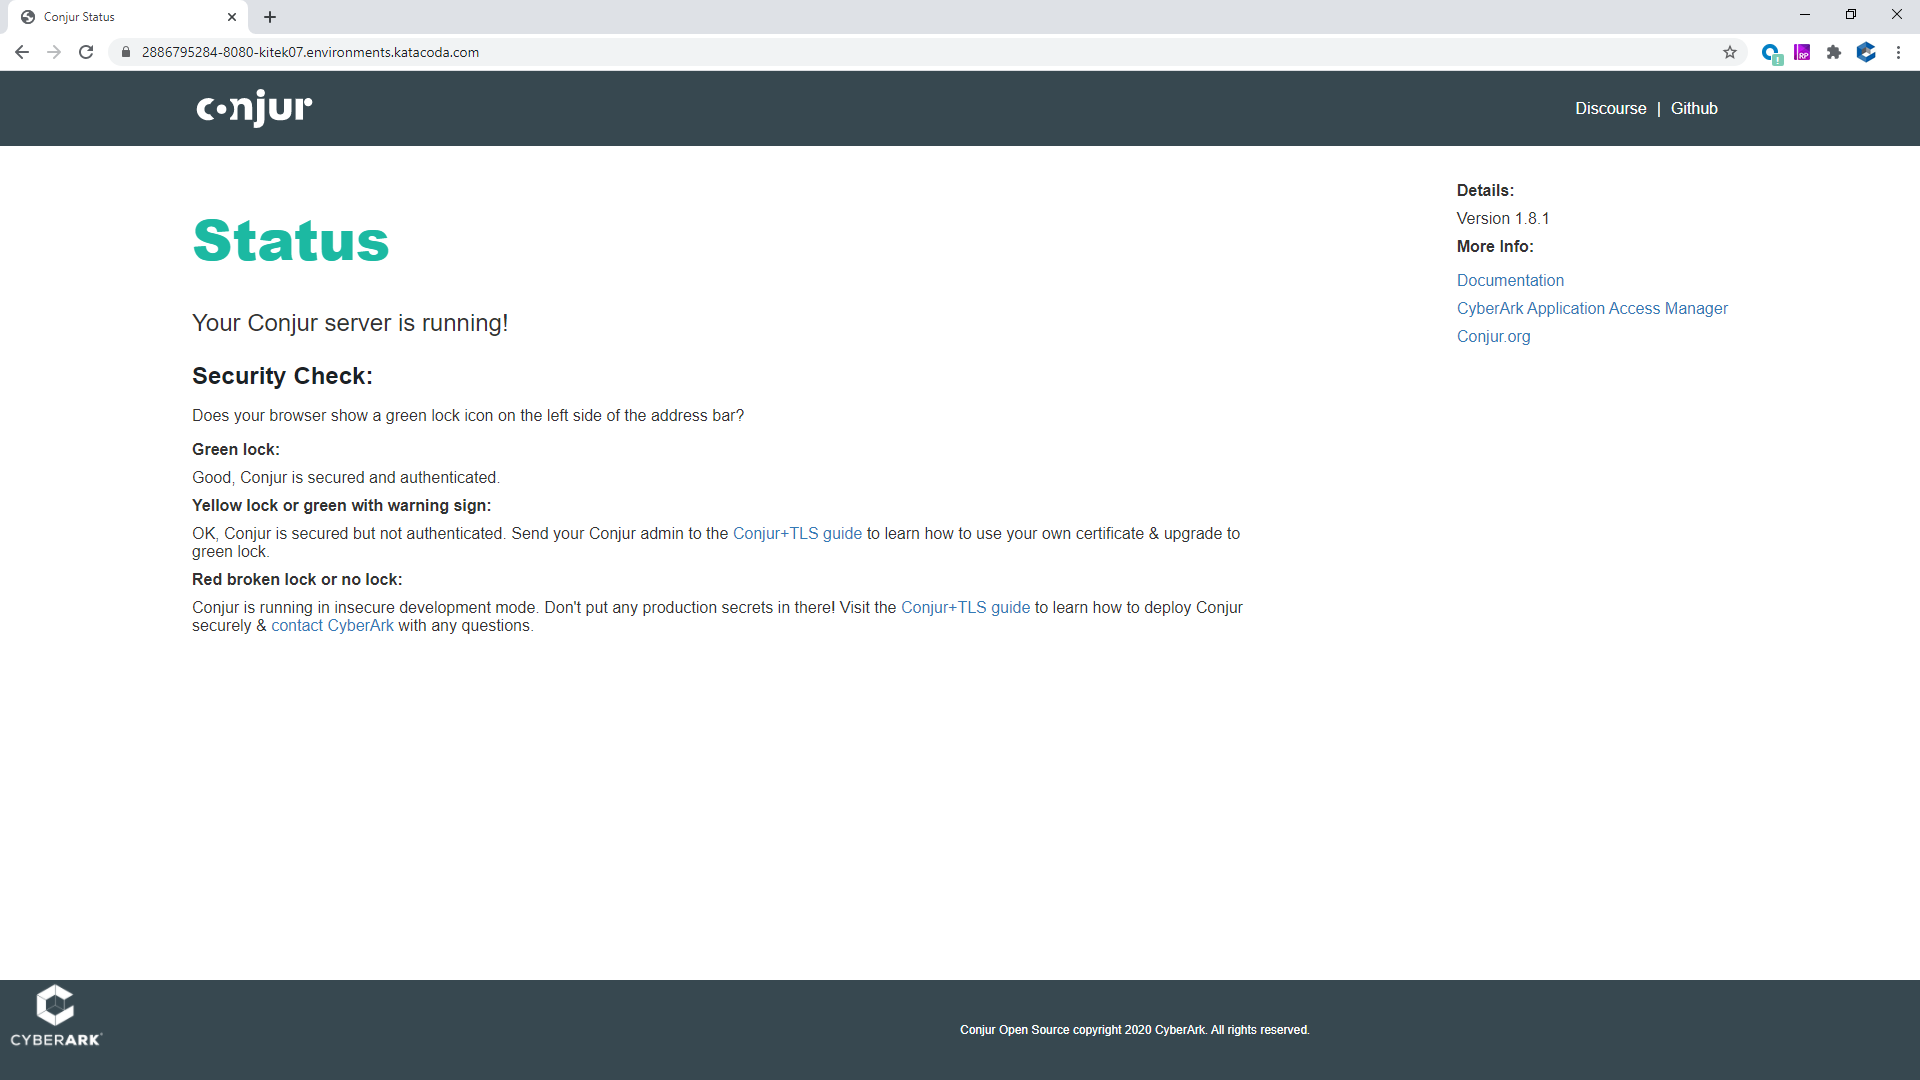 Conjur Status
2886795284-8080-kitek07.environments.katacoda.com
conjur
Discourse | Github
Status
Your Conjur server is running!
Security Check:
Does your browser show a green lock icon on the left side of the address bar?
Green lock:
Good, Conjur is secured and authenticated.
Yellow lock or green with warning sign:
OK, Conjur is secured but not authenticated. Send your Conjur admin to the Conjur+TLS guide to learn how to use your own certificate & upgrade to
green lock.
Red broken lock or no lock:
Conjur is running in insecure development mode. Don't put any production secrets in there! Visit the Conjur+TLS guide to learn how to deploy Conjur
securely & contact CyberArk with any questions.
Details:
Version 1.8.1
More Info:
Documentation
CyberArk Application Access Manager
Conjur.org
CYBERARK
Conjur Open Source copyright 2020 CyberArk. All rights reserved.